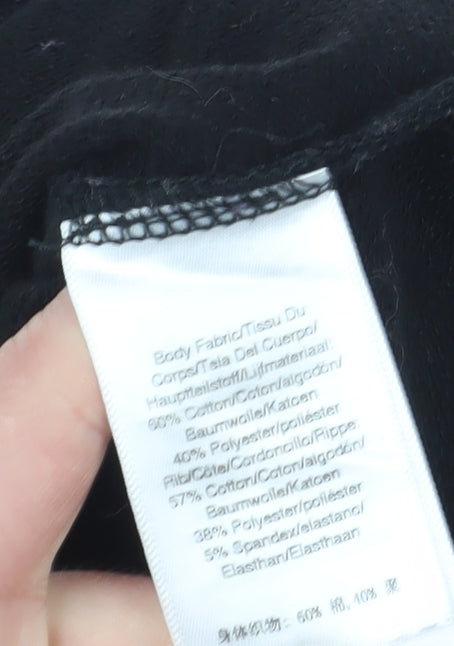 Body Fabric/Tissu Du
Corps/Tela Del Cuerpo/
Hauptteilstoff/Lijfmateriaal:
60% Cotton/Coton/algodón/
Baumwolle/Katoen
40% Polyester/poliéster
Rib/Côte/Cordoncillo/Rippe
57% Cotton/Coton/algodón/
Baumwolle/Katoen
38% Polyester/poliéster
5% Spandex/elastano/
Elasthan/Elasthaan
身体织物: 60% 棉, 40% 聚